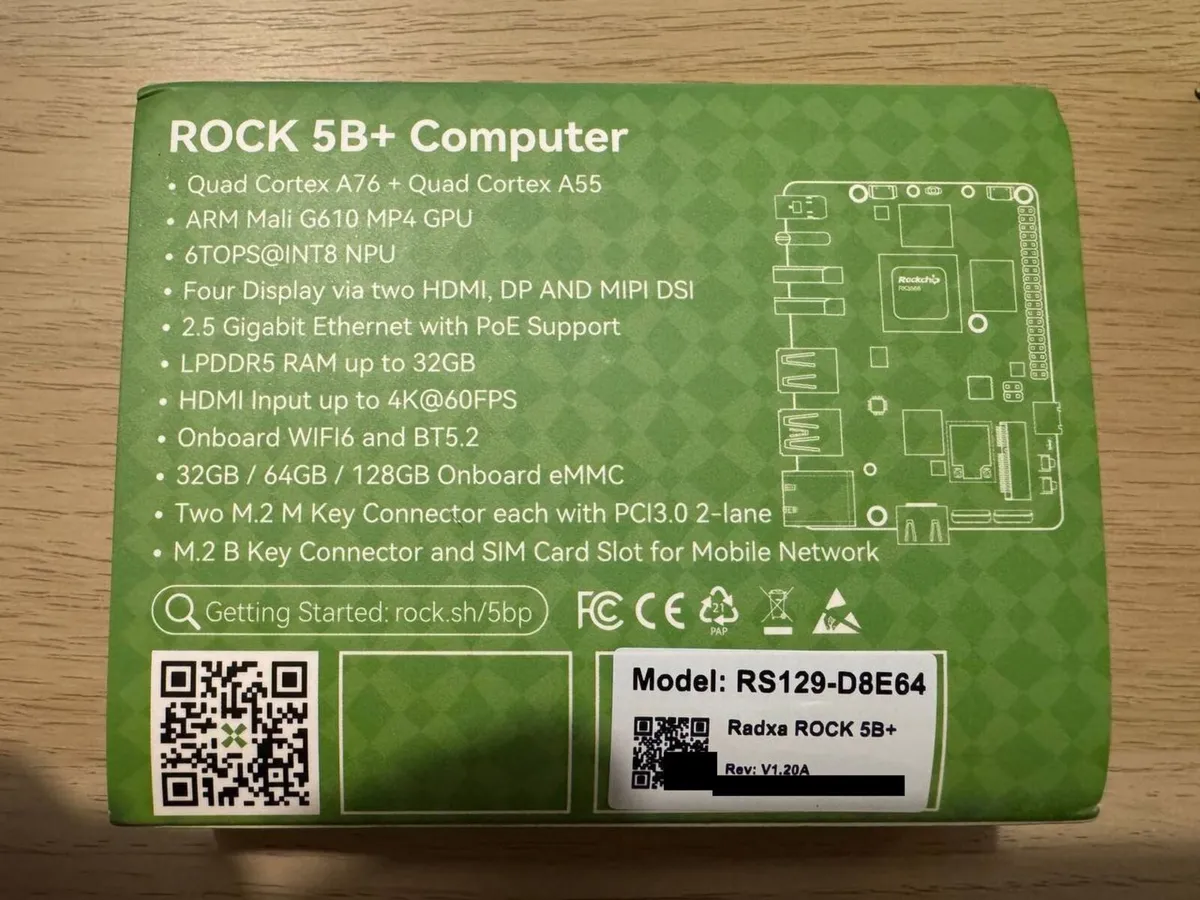 ROCK 5B+ Computer
• Quad Cortex A76 + Quad Cortex A55
• ARM Mali G610 MP4 GPU
• 6TOPS@INT8 NPU
• Four Display via two HDMI, DP AND MIPI DSI
• 2.5 Gigabit Ethernet with PoE Support
• LPDDR5 RAM up to 32GB
• HDMI Input up to 4K@60FPS
• Onboard WIFI6 and BT5.2
• 32GB / 64GB / 128GB Onboard eMMC
• Two M.2 M Key Connector each with PCI3.0 2-lane
• M.2 B Key Connector and SIM Card Slot for Mobile Network
Rockchip
Getting Started: rock.sh/5bp
FC CE 21
PAP
Model: RS129-D8E64
Radxa ROCK 5B+
Rev: V1.20A